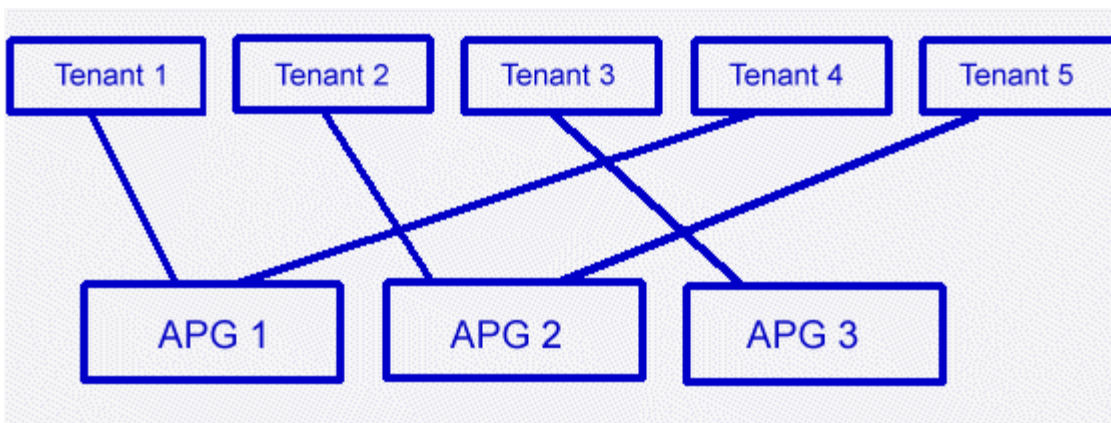 Tenant 1
Tenant 2
Tenant 3
Tenant 4
Tenant 5
APG 1
APG 2
APG 3